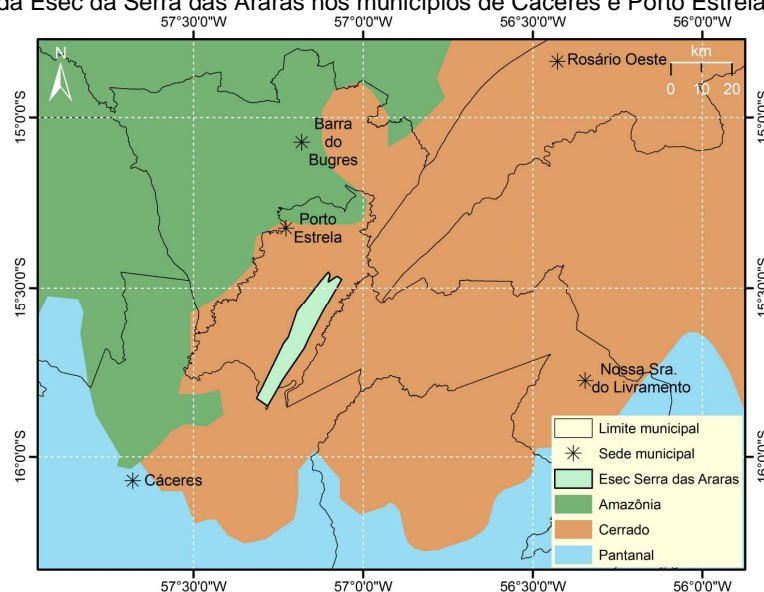 da Esec da Serra das Araras nos municípios de Cáceres e Porto Estrela
57°30'0"W 57°0'0"W 56°30'0"W 56°0'0"W
N
km
0 10 20
Rosário Oeste
15°0'0"S 15°0'0"S
Barra
do
Bugres
Porto
Estrela
15°30'0"S 15°30'0"S
Nossa Sra.
do Livramento
16°0'0"S 16°0'0"S
Cáceres
Limite municipal
Sede municipal
Esec Serra das Araras
Amazônia
Cerrado
Pantanal
57°30'0"W 57°0'0"W 56°30'0"W 56°0'0"W